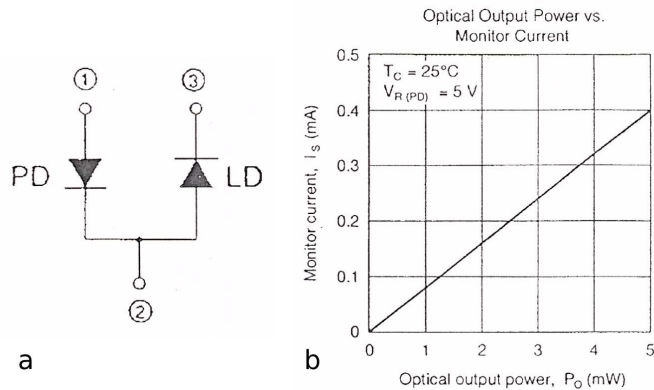 ① ③
PD LD
②
a
Optical Output Power vs.
Monitor Current
T_C = 25°C
V_R (PD) = 5 V
Monitor current, I_S (mA)
0.5
0.4
0.3
0.2
0.1
0
0 1 2 3 4 5
Optical output power, P_O (mW)
b